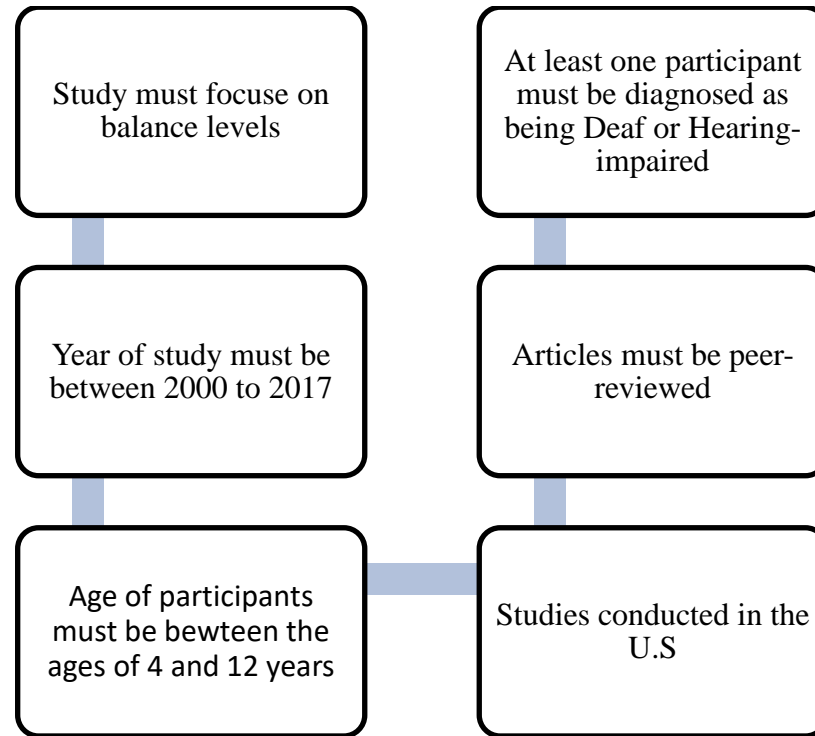 Study must focuse on
balance levels
Year of study must be
between 2000 to 2017
Age of participants
must be bewteen the
ages of 4 and 12 years
Studies conducted in the
U.S
Articles must be peer-
reviewed
At least one participant
must be diagnosed as
being Deaf or Hearing-
impaired